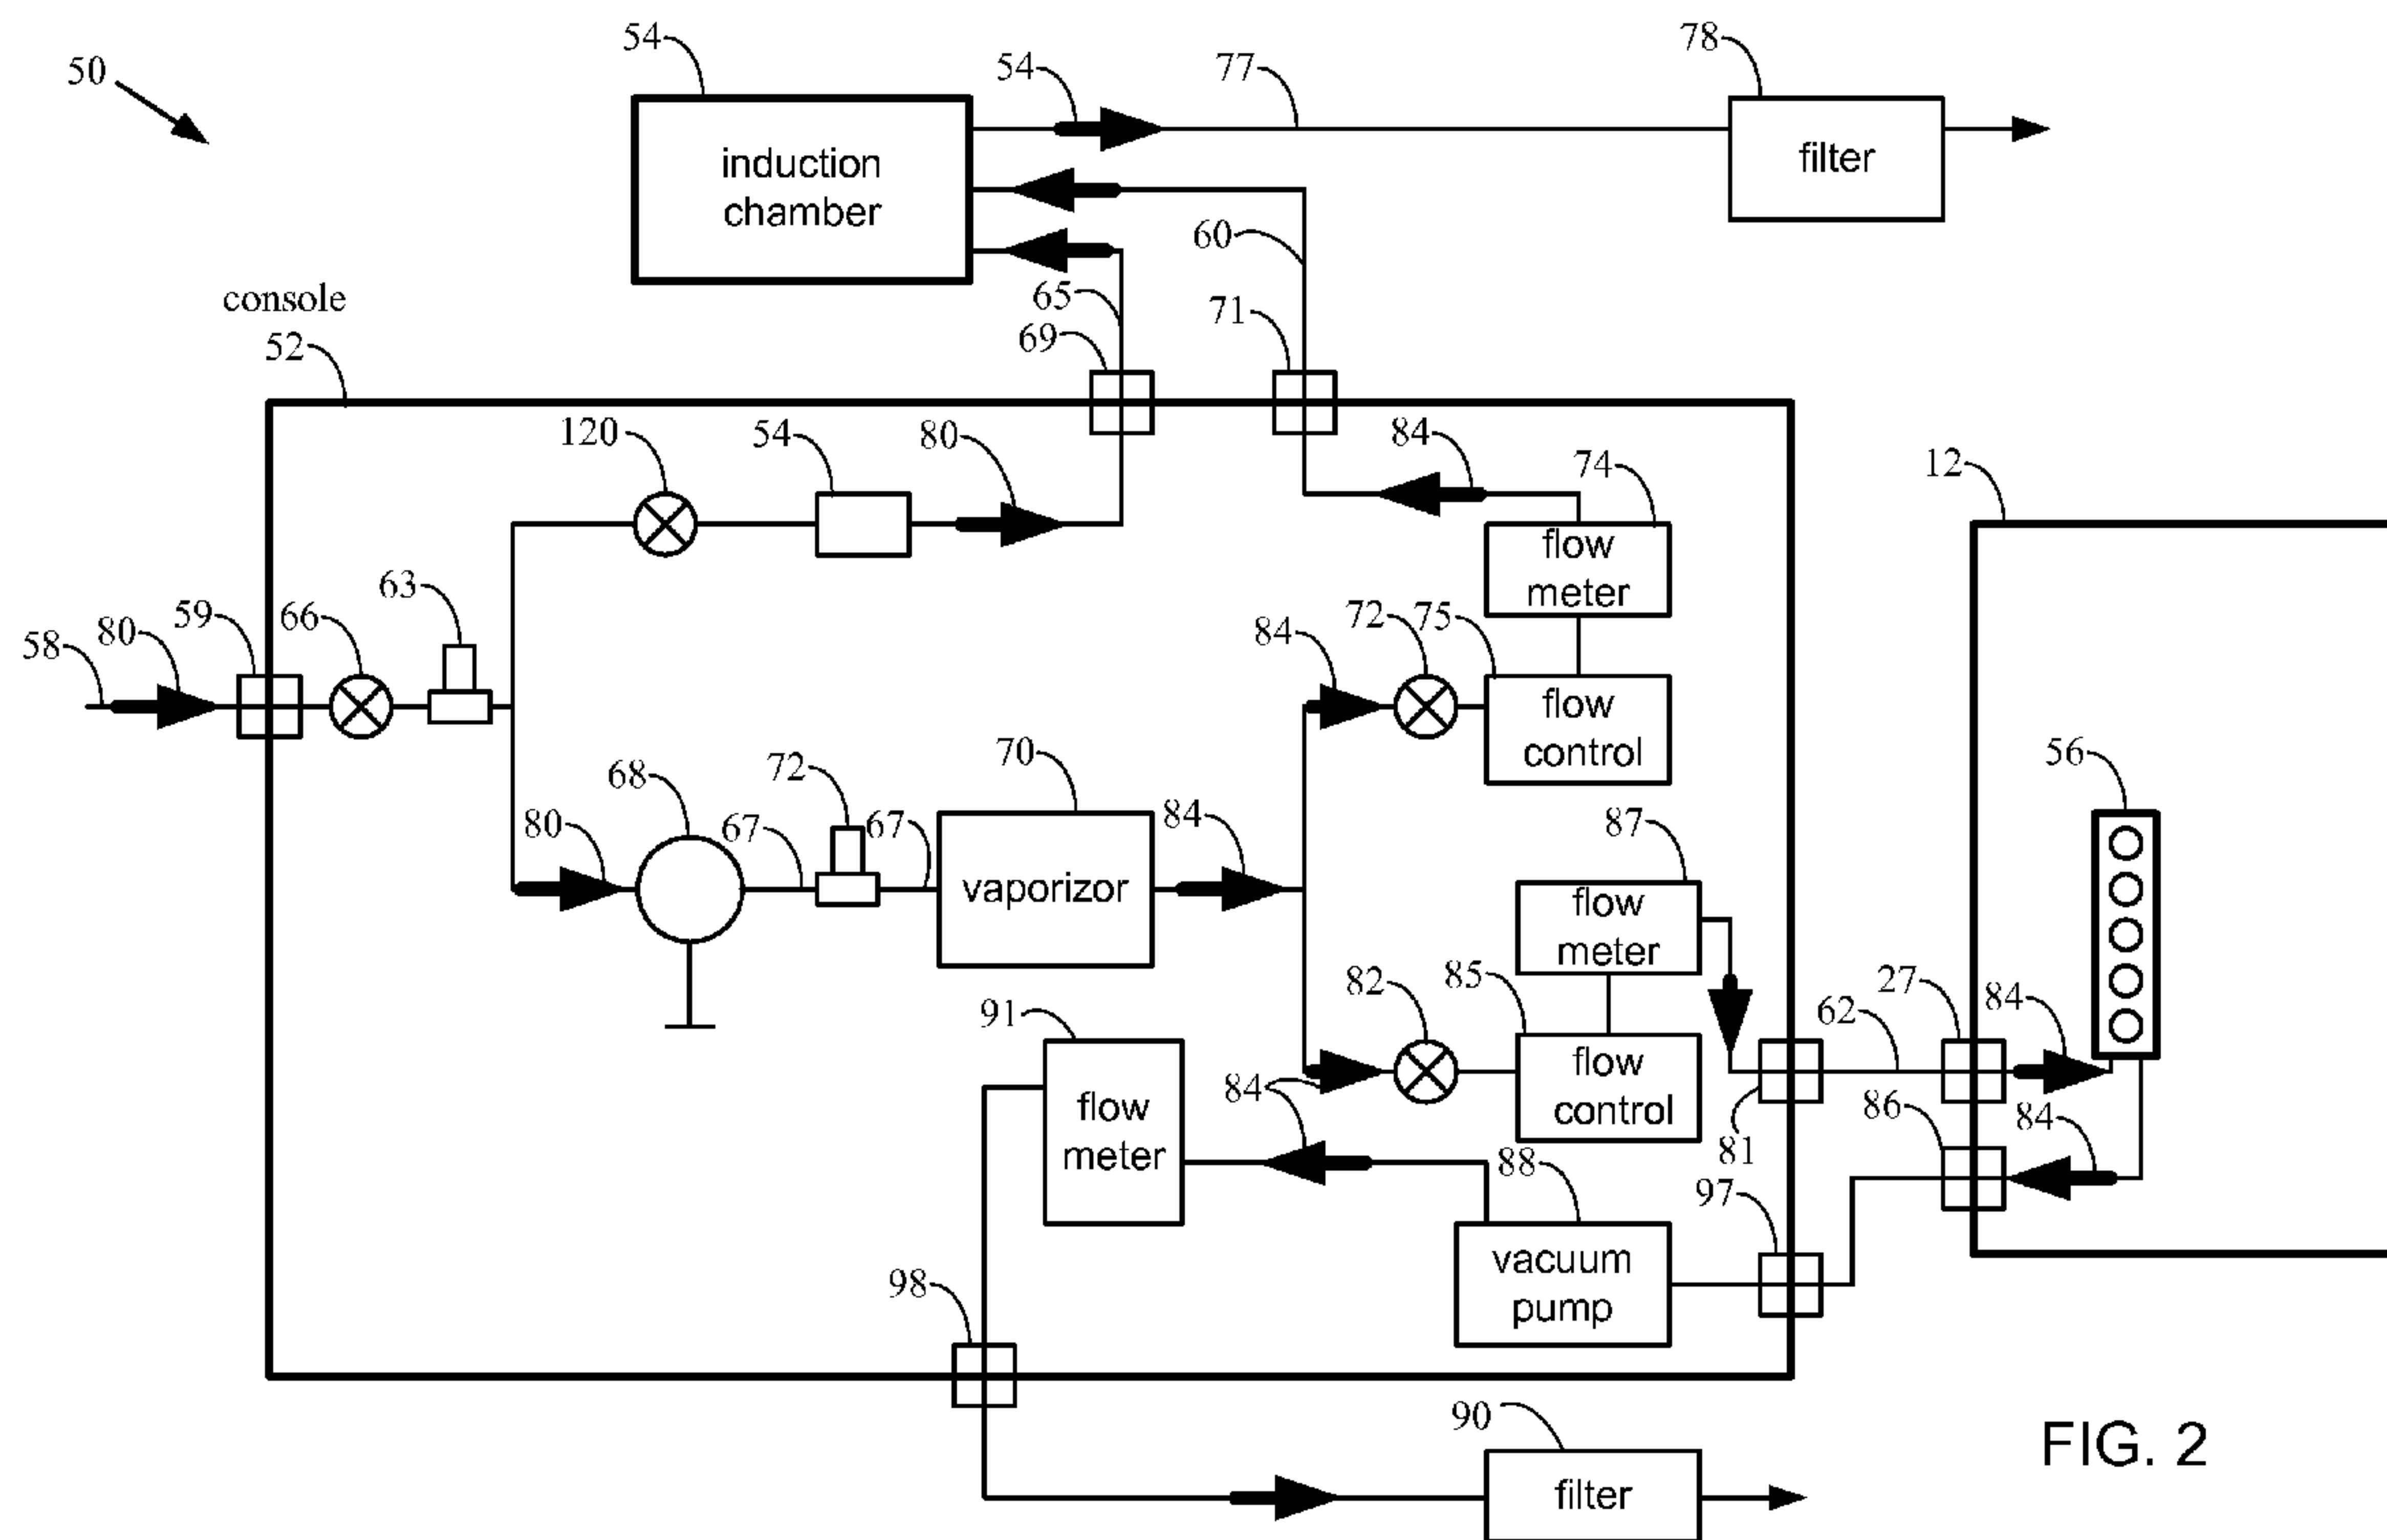 54
54
77
78
50
induction
chamber
filter
60
console
65
71
52
69
120
54
80
84
74
12
flow
meter
63
59
66
80
58
84
72
75
flow
control
56
70
72
68
87
80
67
67
84
vaporizor
flow
meter
82
85
27
84
91
62
flow
control
flow
meter
84
86
84
81
88
97
vacuum
pump
98
90
FIG. 2
filter